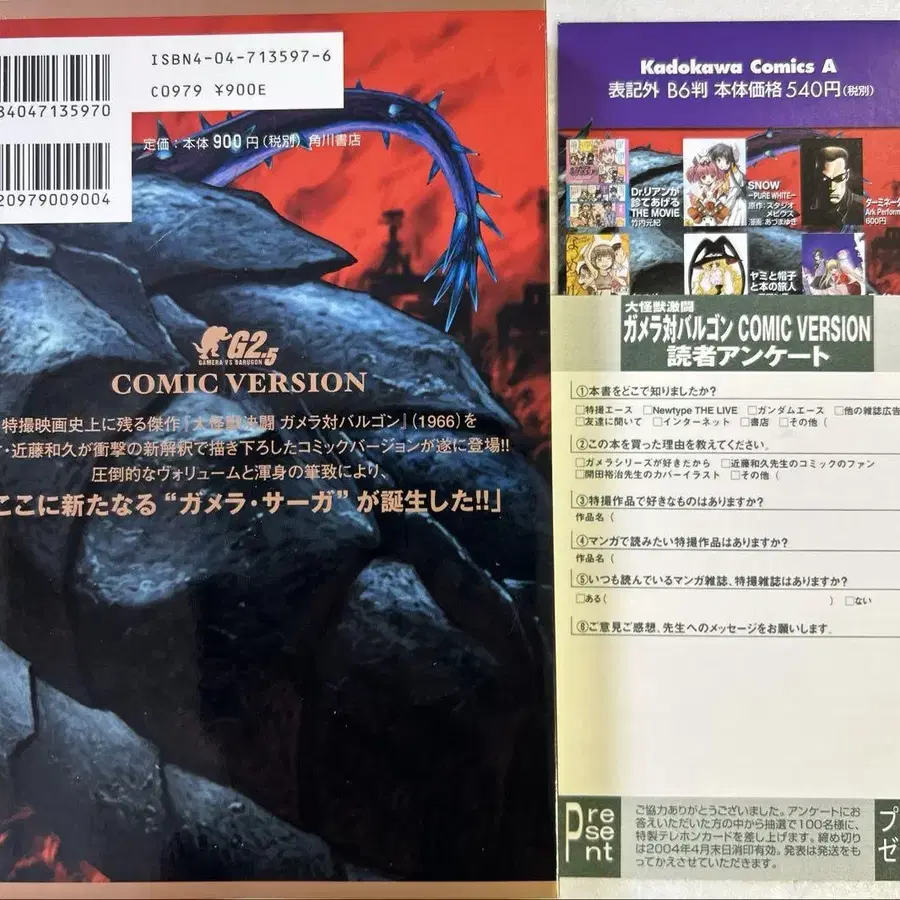 ISBN4-04-713597-6
C0979 ¥900E
84047135970
20979009004
定価:本体900円(税別) 角川書店
G2.5
GAMERA VS BARUGON
COMIC VERSION
特撮映画史上に残る傑作『大怪獣決闘 ガメラ対バルゴン』(1966)を
・近藤和久が衝撃の新解釈で描き下ろしたコミックバージョンが遂に登場!!
圧倒的なヴォリュームと渾身の筆致により、
ここに新たなる“ガメラ・サーガ”が誕生した!!」
Kadokawa Comics A
表記外 B6判 本体価格540円(税別)
Dr.リアンが
診てあげる
THE MOVIE
竹内元紀
SNOW
−PURE WHITE−
原作:スタジオ
メビウス
漫画:あづまゆき
ターミネー
Ark Perform
600円
ヤミと帽子
と本の旅人
大怪獣激闘
ガメラ対バルゴン COMIC VERSION
読者アンケート
①本書をどこで知りましたか?
□特撮エース □Newtype THE LIVE □ガンダムエース □他の雑誌広告
□友達に聞いて □インターネット □書店 □その他(
②この本を買った理由を教えてください。
□ガメラシリーズが好きだから □近藤和久先生のコミックのファン
□開田裕治先生のカバーイラスト □その他(
③特撮作品で好きなものはありますか?
作品名(
④マンガで読みたい特撮作品はありますか?
作品名(
⑤いつも読んでいるマンガ雑誌、特撮雑誌はありますか?
□ある( ) □ない
⑥ご意見ご感想、先生へのメッセージをお願いします。
Present
ご協力ありがとうございました。アンケートにお
答えいただいた方の中から抽選で100名様に、
特製テレホンカードを差し上げます。締め切り
は2004年4月末日消印有効。発表は発送をも
ってかえさせていただきます。
プ
ゼ